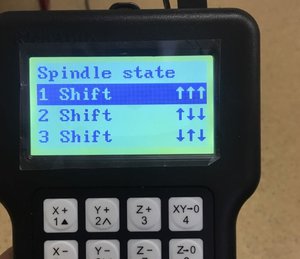 Spindle state
1 Shift ↑↑↑
2 Shift ↑↓↓
3 Shift ↑↓↓
X+ Y+ Z+ XY→0
1▲ 2∧ 3 4
X− Y− Z− Z→0